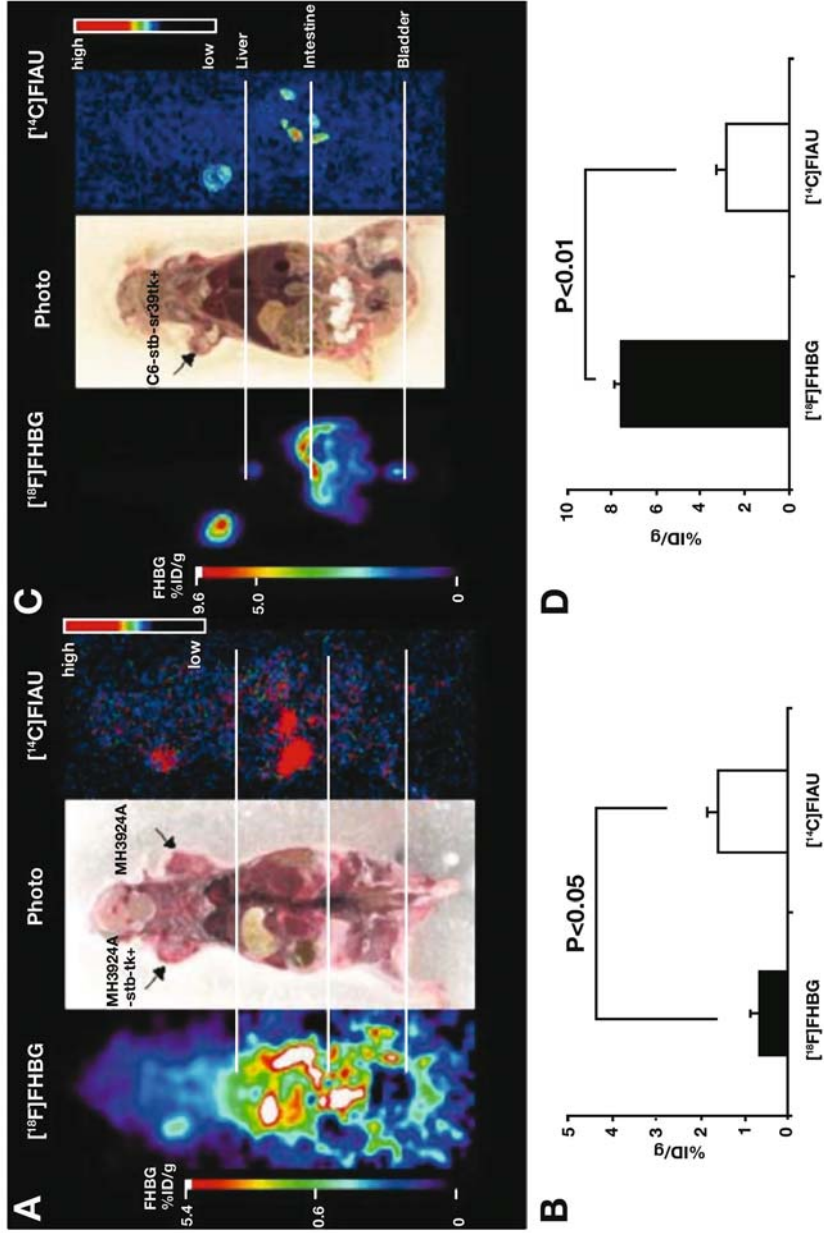 A
[¹⁸F]FHBG
Photo
[¹⁴C]FIAU
FHBG
%ID/g
5.4
0.6
0
MH3924A
-stb-tk+
MH3924A
high
low
C
[¹⁸F]FHBG
Photo
[¹⁴C]FIAU
FHBG
%ID/g
9.6
5.0
0
C6-stb-sr39tk+
high
low
Liver
Intestine
Bladder
B
%ID/g
5
4
3
2
1
0
P<0.05
[¹⁸F]FHBG
[¹⁴C]FIAU
D
%ID/g
10
8
6
4
2
0
P<0.01
[¹⁸F]FHBG
[¹⁴C]FIAU